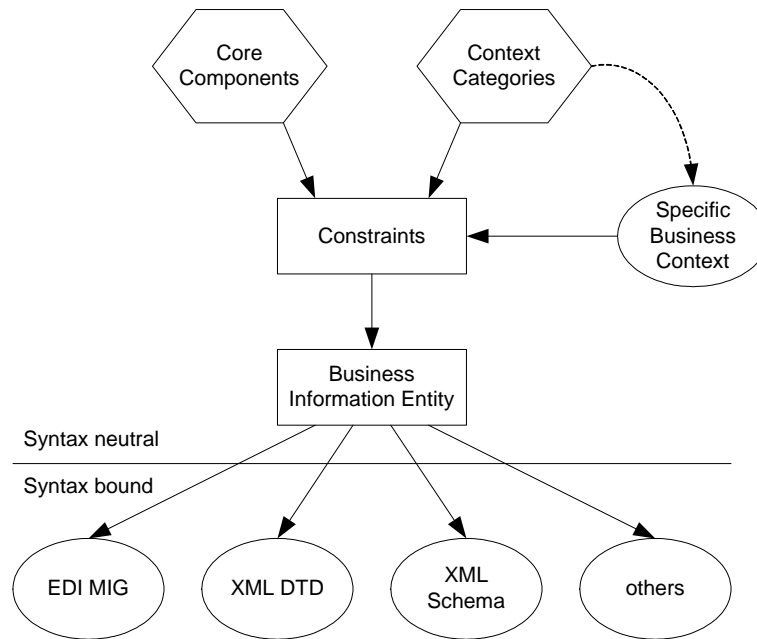 Core
Components
Context
Categories
Constraints
Specific
Business
Context
Business
Information Entity
Syntax neutral
Syntax bound
EDI MIG
XML DTD
XML
Schema
others